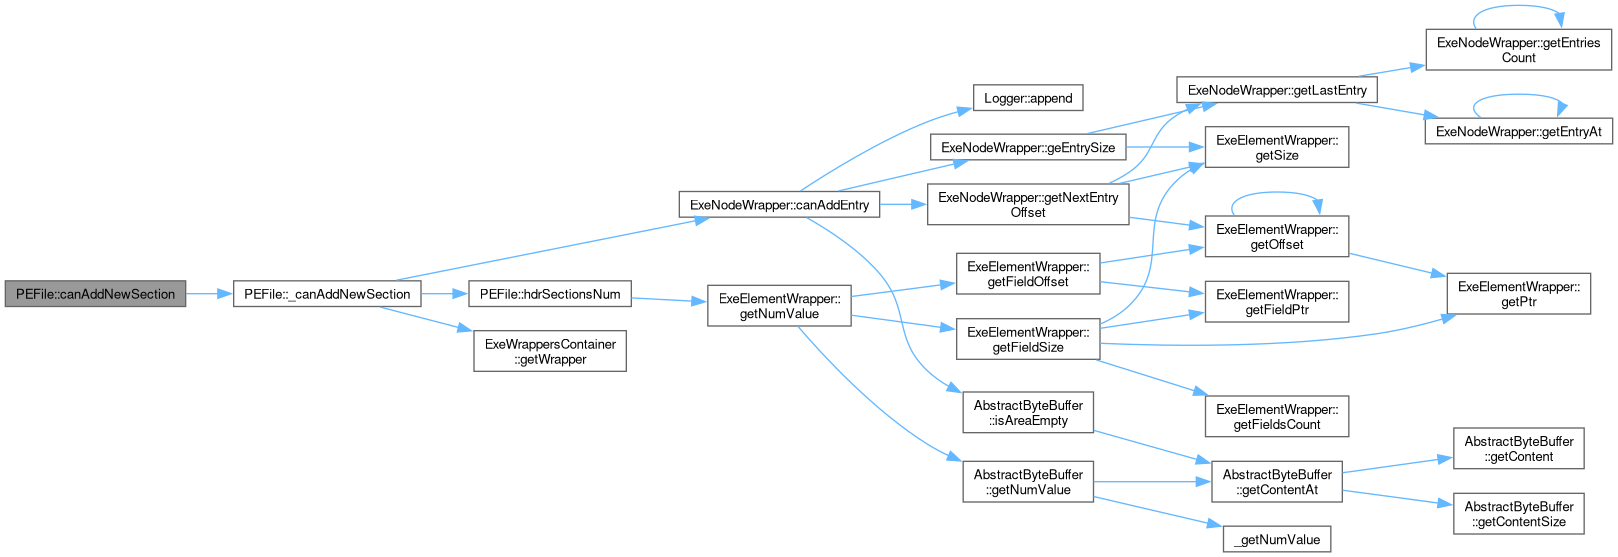 PEFile::canAddNewSection
PEFile::_canAddNewSection
ExeNodeWrapper::canAddEntry
PEFile::hdrSectionsNum
ExeWrappersContainer
::getWrapper
Logger::append
ExeNodeWrapper::geEntrySize
ExeNodeWrapper::getNextEntry
Offset
ExeElementWrapper::
getNumValue
ExeElementWrapper::
getFieldOffset
ExeElementWrapper::
getFieldSize
AbstractByteBuffer
::isAreaEmpty
AbstractByteBuffer
::getNumValue
ExeNodeWrapper::getLastEntry
ExeElementWrapper::
getSize
ExeElementWrapper::
getOffset
ExeElementWrapper::
getFieldPtr
ExeElementWrapper::
getFieldsCount
AbstractByteBuffer
::getContentAt
_getNumValue
ExeNodeWrapper::getEntries
Count
ExeNodeWrapper::getEntryAt
ExeElementWrapper::
getPtr
AbstractByteBuffer
::getContent
AbstractByteBuffer
::getContentSize